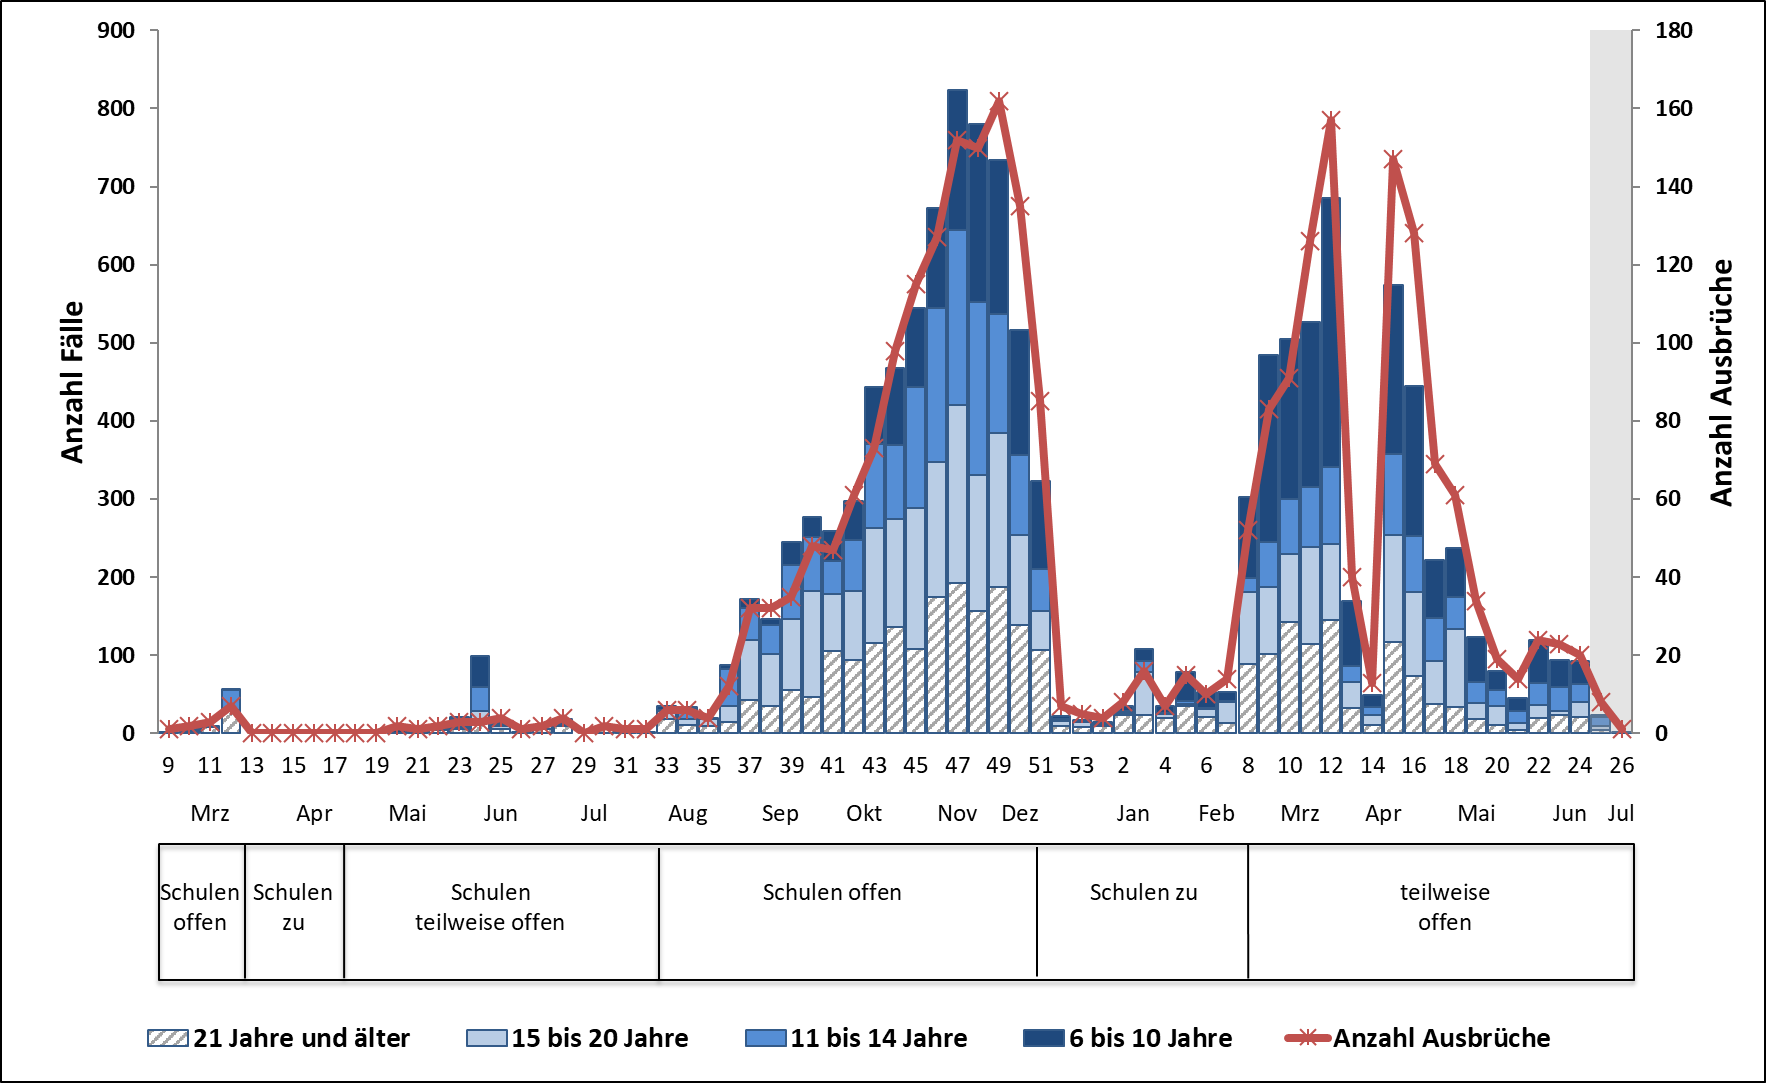 900
800
700
600
500
400
300
200
100
0
Anzahl Fälle
180
160
140
120
100
80
60
40
20
0
Anzahl Ausbrüche
9 11 13 15 17 19 21 23 25 27 29 31 33 35 37 39 41 43 45 47 49 51 53 2 4 6 8 10 12 14 16 18 20 22 24 26
Mrz Apr Mai Jun Jul Aug Sep Okt Nov Dez Jan Feb Mrz Apr Mai Jun Jul
Schulen
offen
Schulen
zu
Schulen
teilweise offen
Schulen offen
Schulen zu
teilweise
offen
21 Jahre und älter
15 bis 20 Jahre
11 bis 14 Jahre
6 bis 10 Jahre
Anzahl Ausbrüche